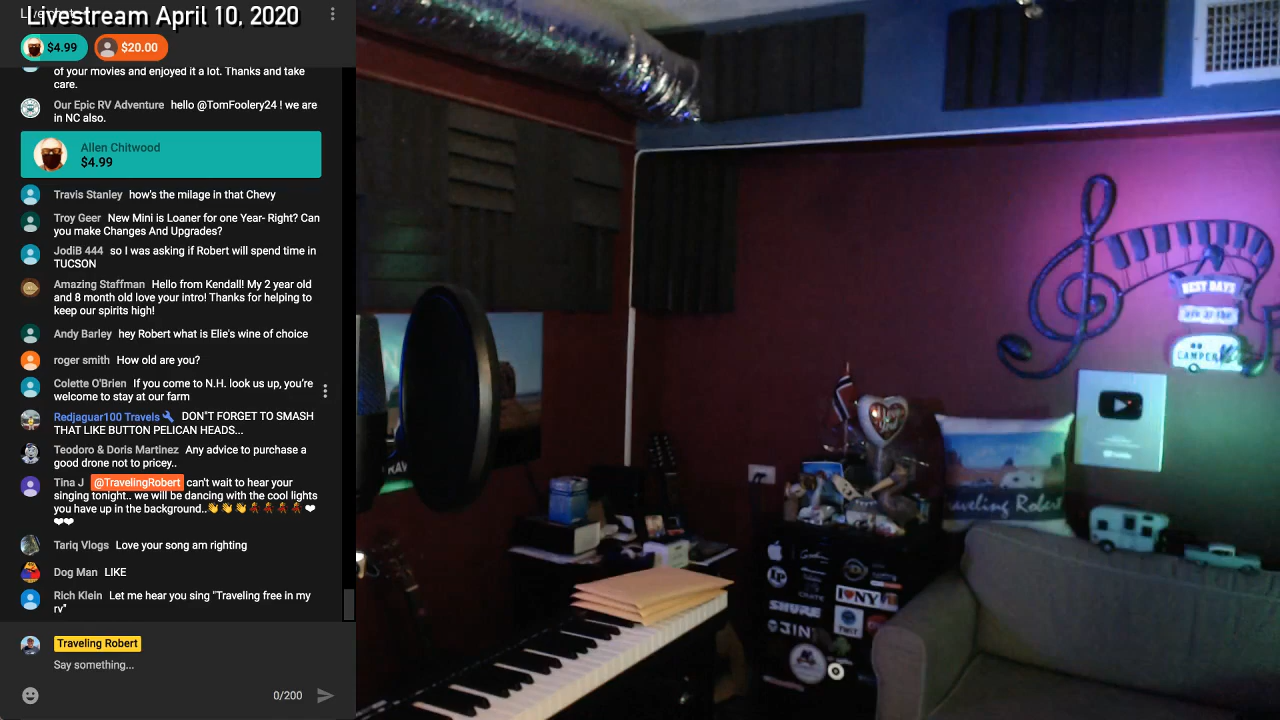 Livestream April 10, 2020
$4.99
$20.00
of your movies and enjoyed it a lot. Thanks and take
care.
Our Epic RV Adventure hello @TomFoolery24 ! we are
in NC also.
Allen Chitwood
$4.99
Travis Stanley how's the milage in that Chevy
Troy Geer New Mini is Loaner for one Year- Right? Can
you make Changes And Upgrades?
JodiB 444 so I was asking if Robert will spend time in
TUCSON
Amazing Staffman Hello from Kendall! My 2 year old
and 8 month old love your intro! Thanks for helping to
keep our spirits high!
Andy Barley hey Robert what is Elie's wine of choice
roger smith How old are you?
Colette O'Brien If you come to N.H. look us up, you're
welcome to stay at our farm
Redjaguar100 Travels DON"T FORGET TO SMASH
THAT LIKE BUTTON PELICAN HEADS...
Teodoro & Doris Martinez Any advice to purchase a
good drone not to pricey..
Tina J @TravelingRobert can't wait to hear your
singing tonight.. we will be dancing with the cool lights
you have up in the background..👋👋👋💃💃💃💃❤
❤❤
Tariq Vlogs Love your song am righting
Dog Man LIKE
Rich Klein Let me hear you sing "Traveling free in my
rv"
Traveling Robert
Say something...
0/200
BEST DAYS
CAMPER
Traveling Robert
LP
I ♥ NY
SHURE
JINI